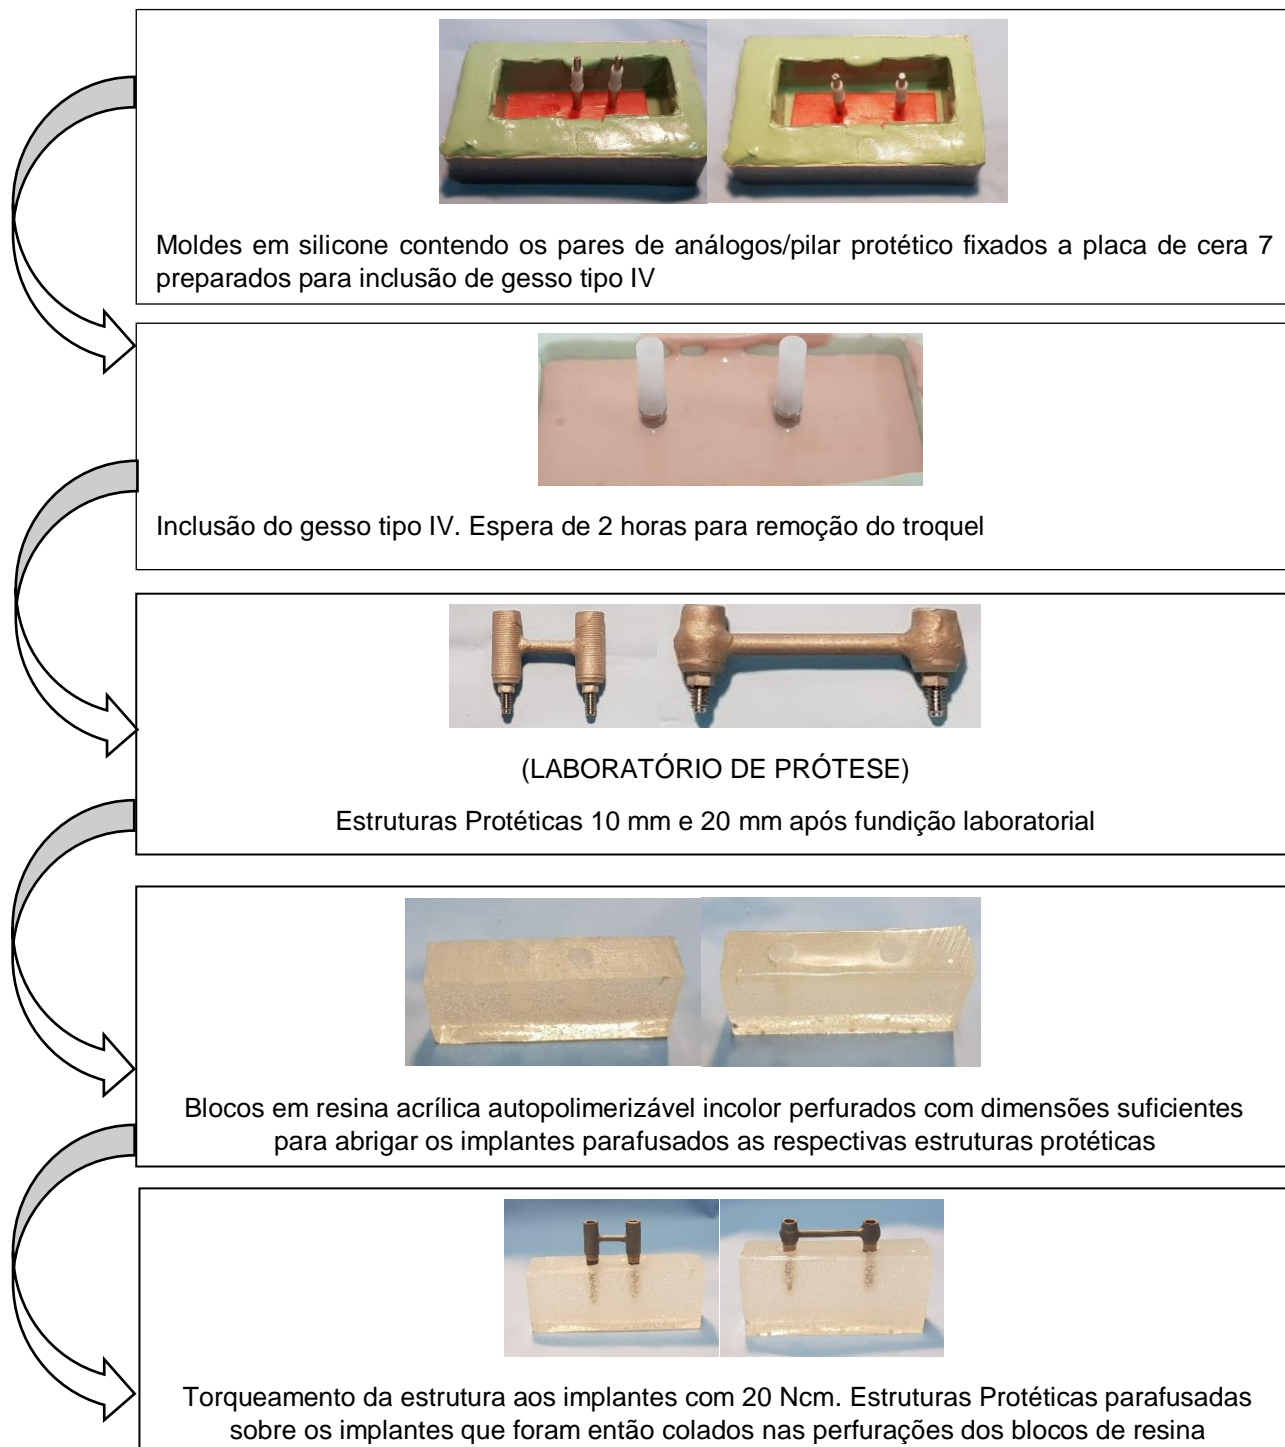 Moldes em silicone contendo os pares de análogos/pilar protético fixados a placa de cera 7
preparados para inclusão de gesso tipo IV
Inclusão do gesso tipo IV. Espera de 2 horas para remoção do troquel
(LABORATÓRIO DE PRÓTESE)
Estruturas Protéticas 10 mm e 20 mm após fundição laboratorial
Blocos em resina acrílica autopolimerizável incolor perfurados com dimensões suficientes
para abrigar os implantes parafusados as respectivas estruturas protéticas
Torqueamento da estrutura aos implantes com 20 Ncm. Estruturas Protéticas parafusadas
sobre os implantes que foram então colados nas perfurações dos blocos de resina